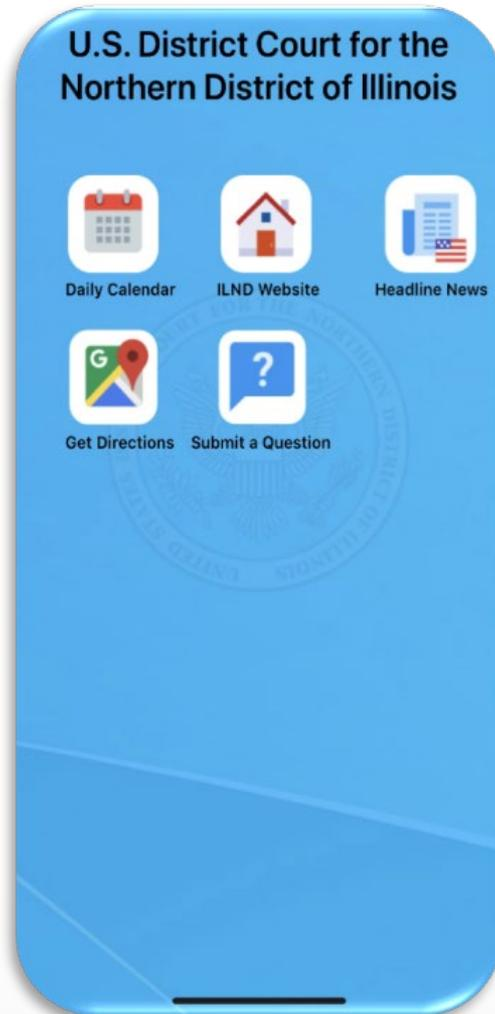 U.S. District Court for the
Northern District of Illinois
Daily Calendar ILND Website Headline News
G
?
Get Directions Submit a Question